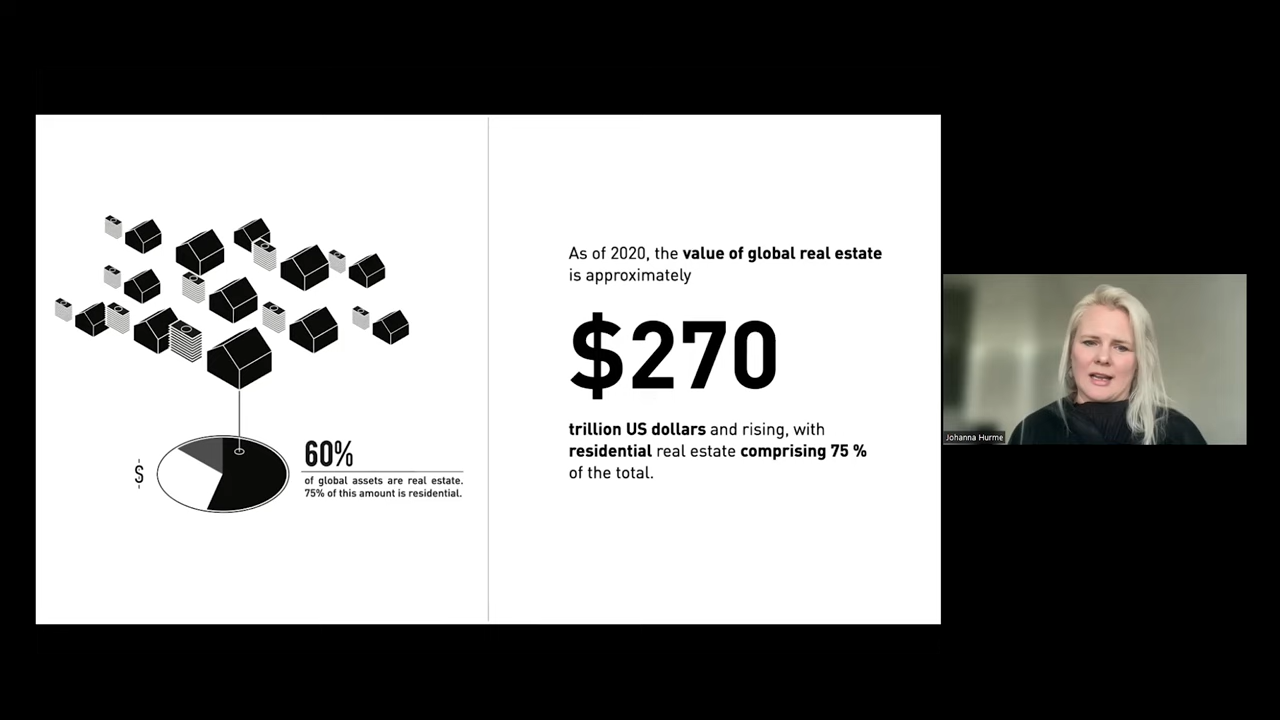 $
60%
of global assets are real estate.
75% of this amount is residential.
As of 2020, the value of global real estate
is approximately
$270
trillion US dollars and rising, with
residential real estate comprising 75 %
of the total.
Johanna Hurme